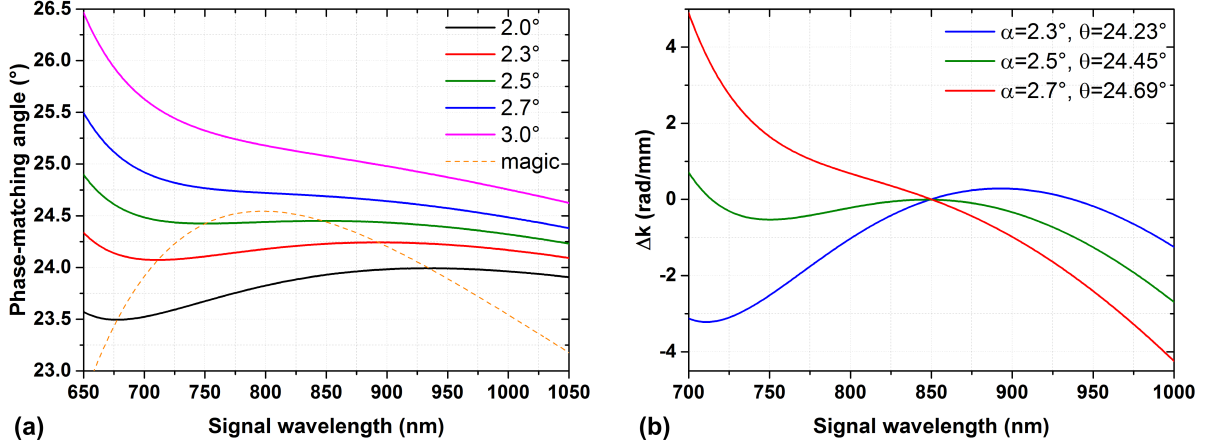 26.5
26.0
25.5
25.0
24.5
24.0
23.5
23.0
Phase-matching angle (°)
2.0°
2.3°
2.5°
2.7°
3.0°
magic
650 700 750 800 850 900 950 1000 1050
Signal wavelength (nm)
(a)
4
2
0
-2
-4
Δk (rad/mm)
α=2.3°, θ=24.23°
α=2.5°, θ=24.45°
α=2.7°, θ=24.69°
700 750 800 850 900 950 1000
Signal wavelength (nm)
(b)